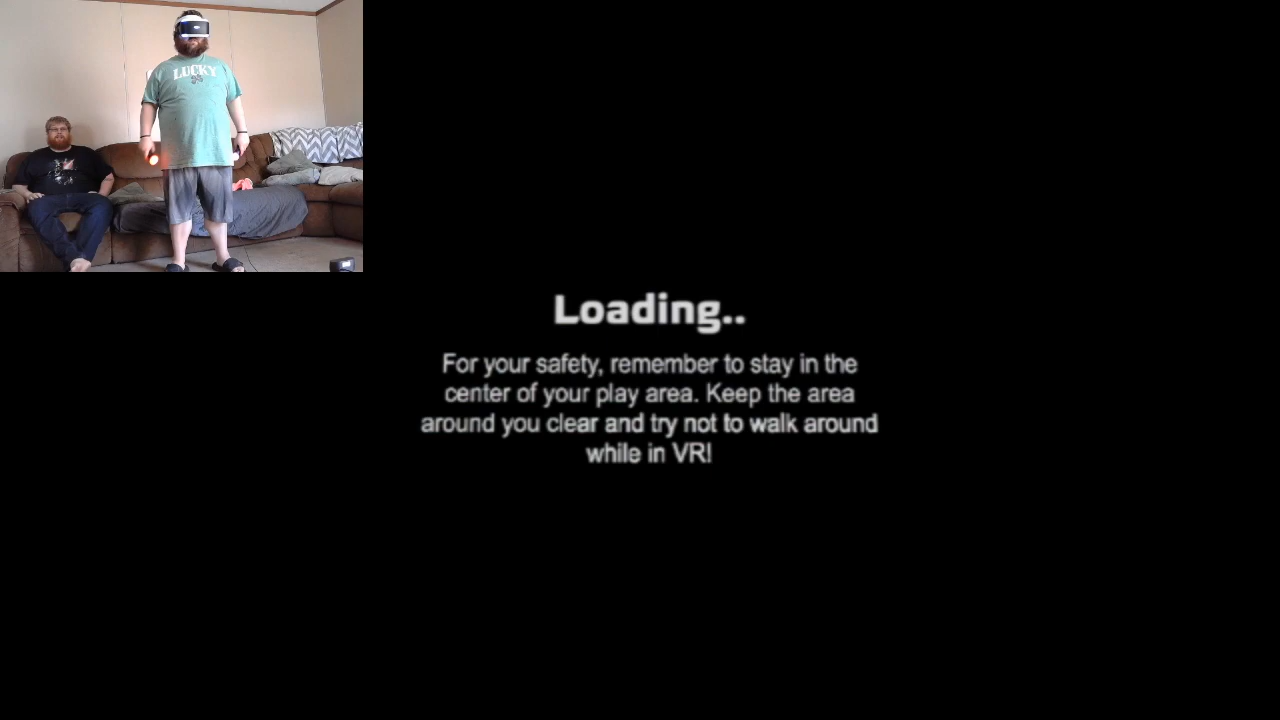 LUCKY
Loading..
For your safety, remember to stay in the
center of your play area. Keep the area
around you clear and try not to walk around
while in VR!